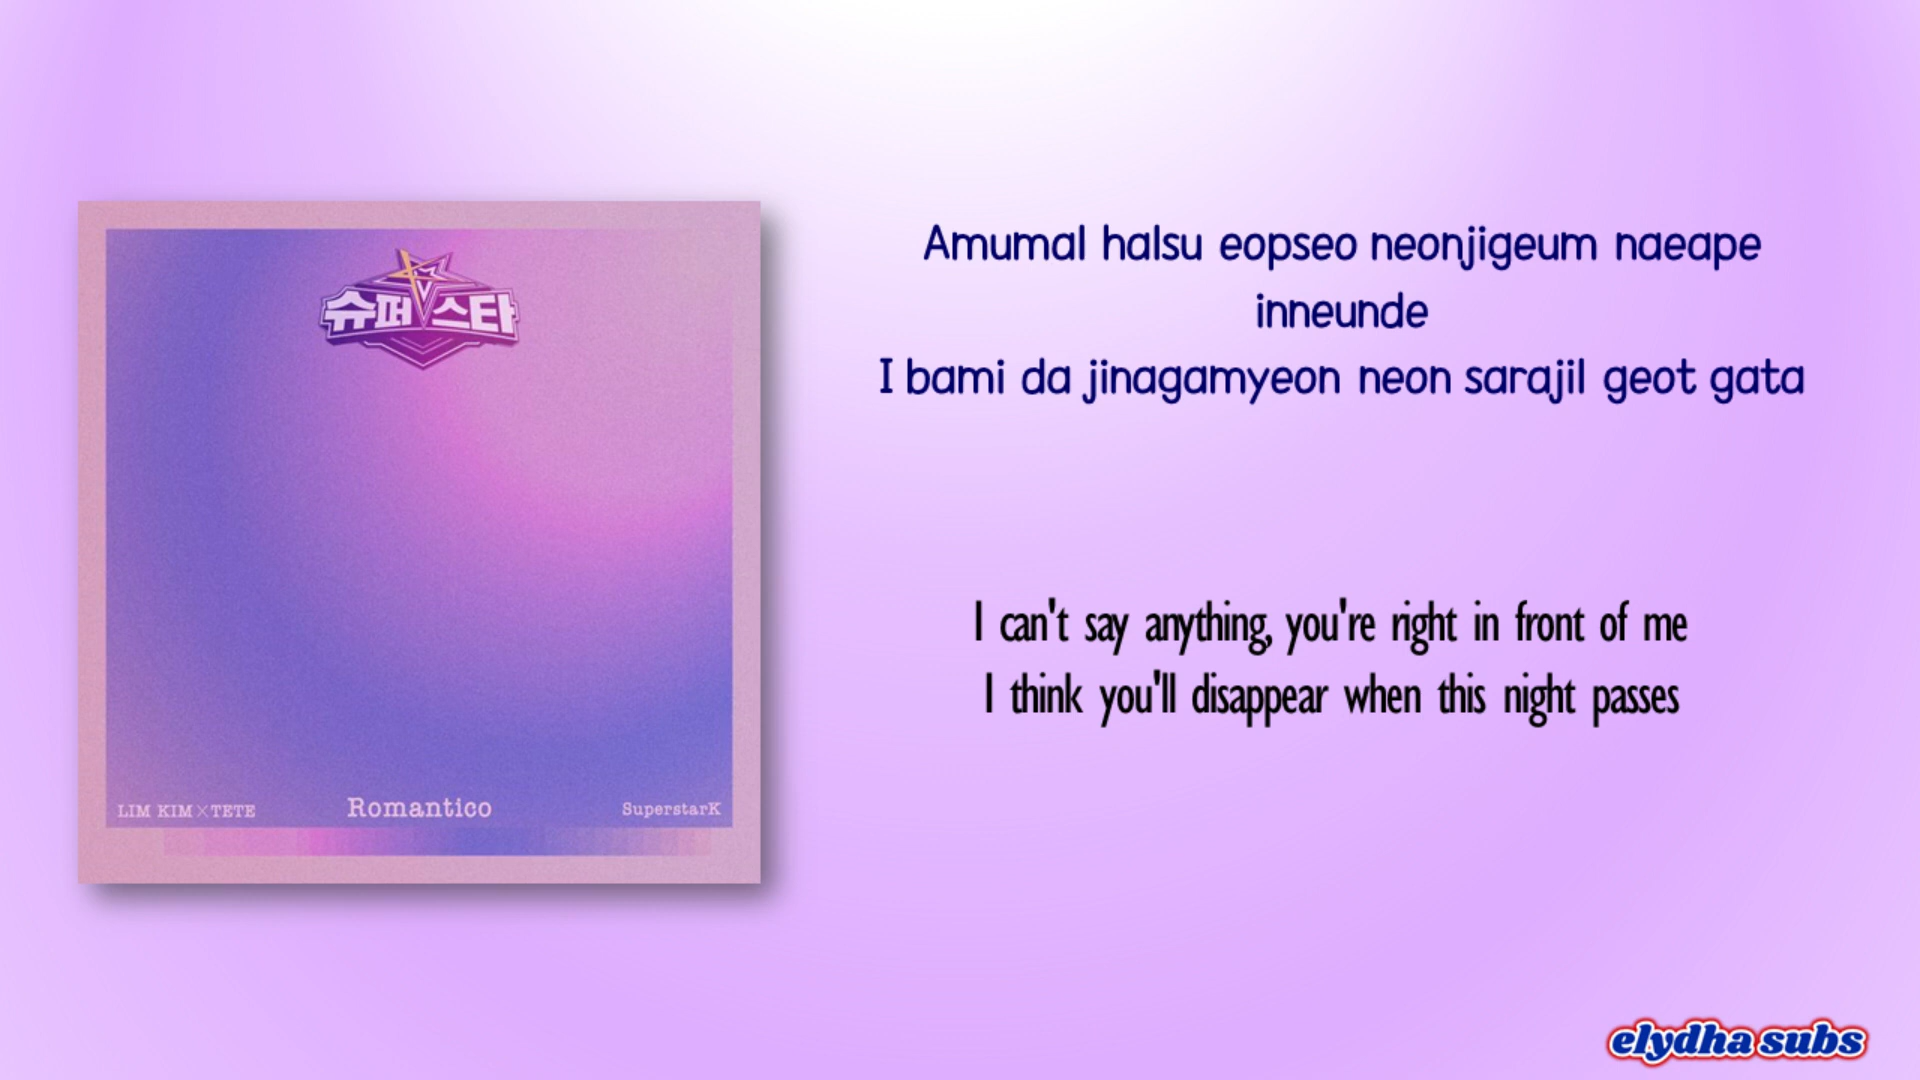 슈퍼스타
LIM KIM×TETE
Romantico
SuperstarK
Amumal halsu eopseo neonjigeum naeape
inneunde
I bami da jinagamyeon neon sarajil geot gata
I can't say anything, you're right in front of me
I think you'll disappear when this night passes
elydha subs